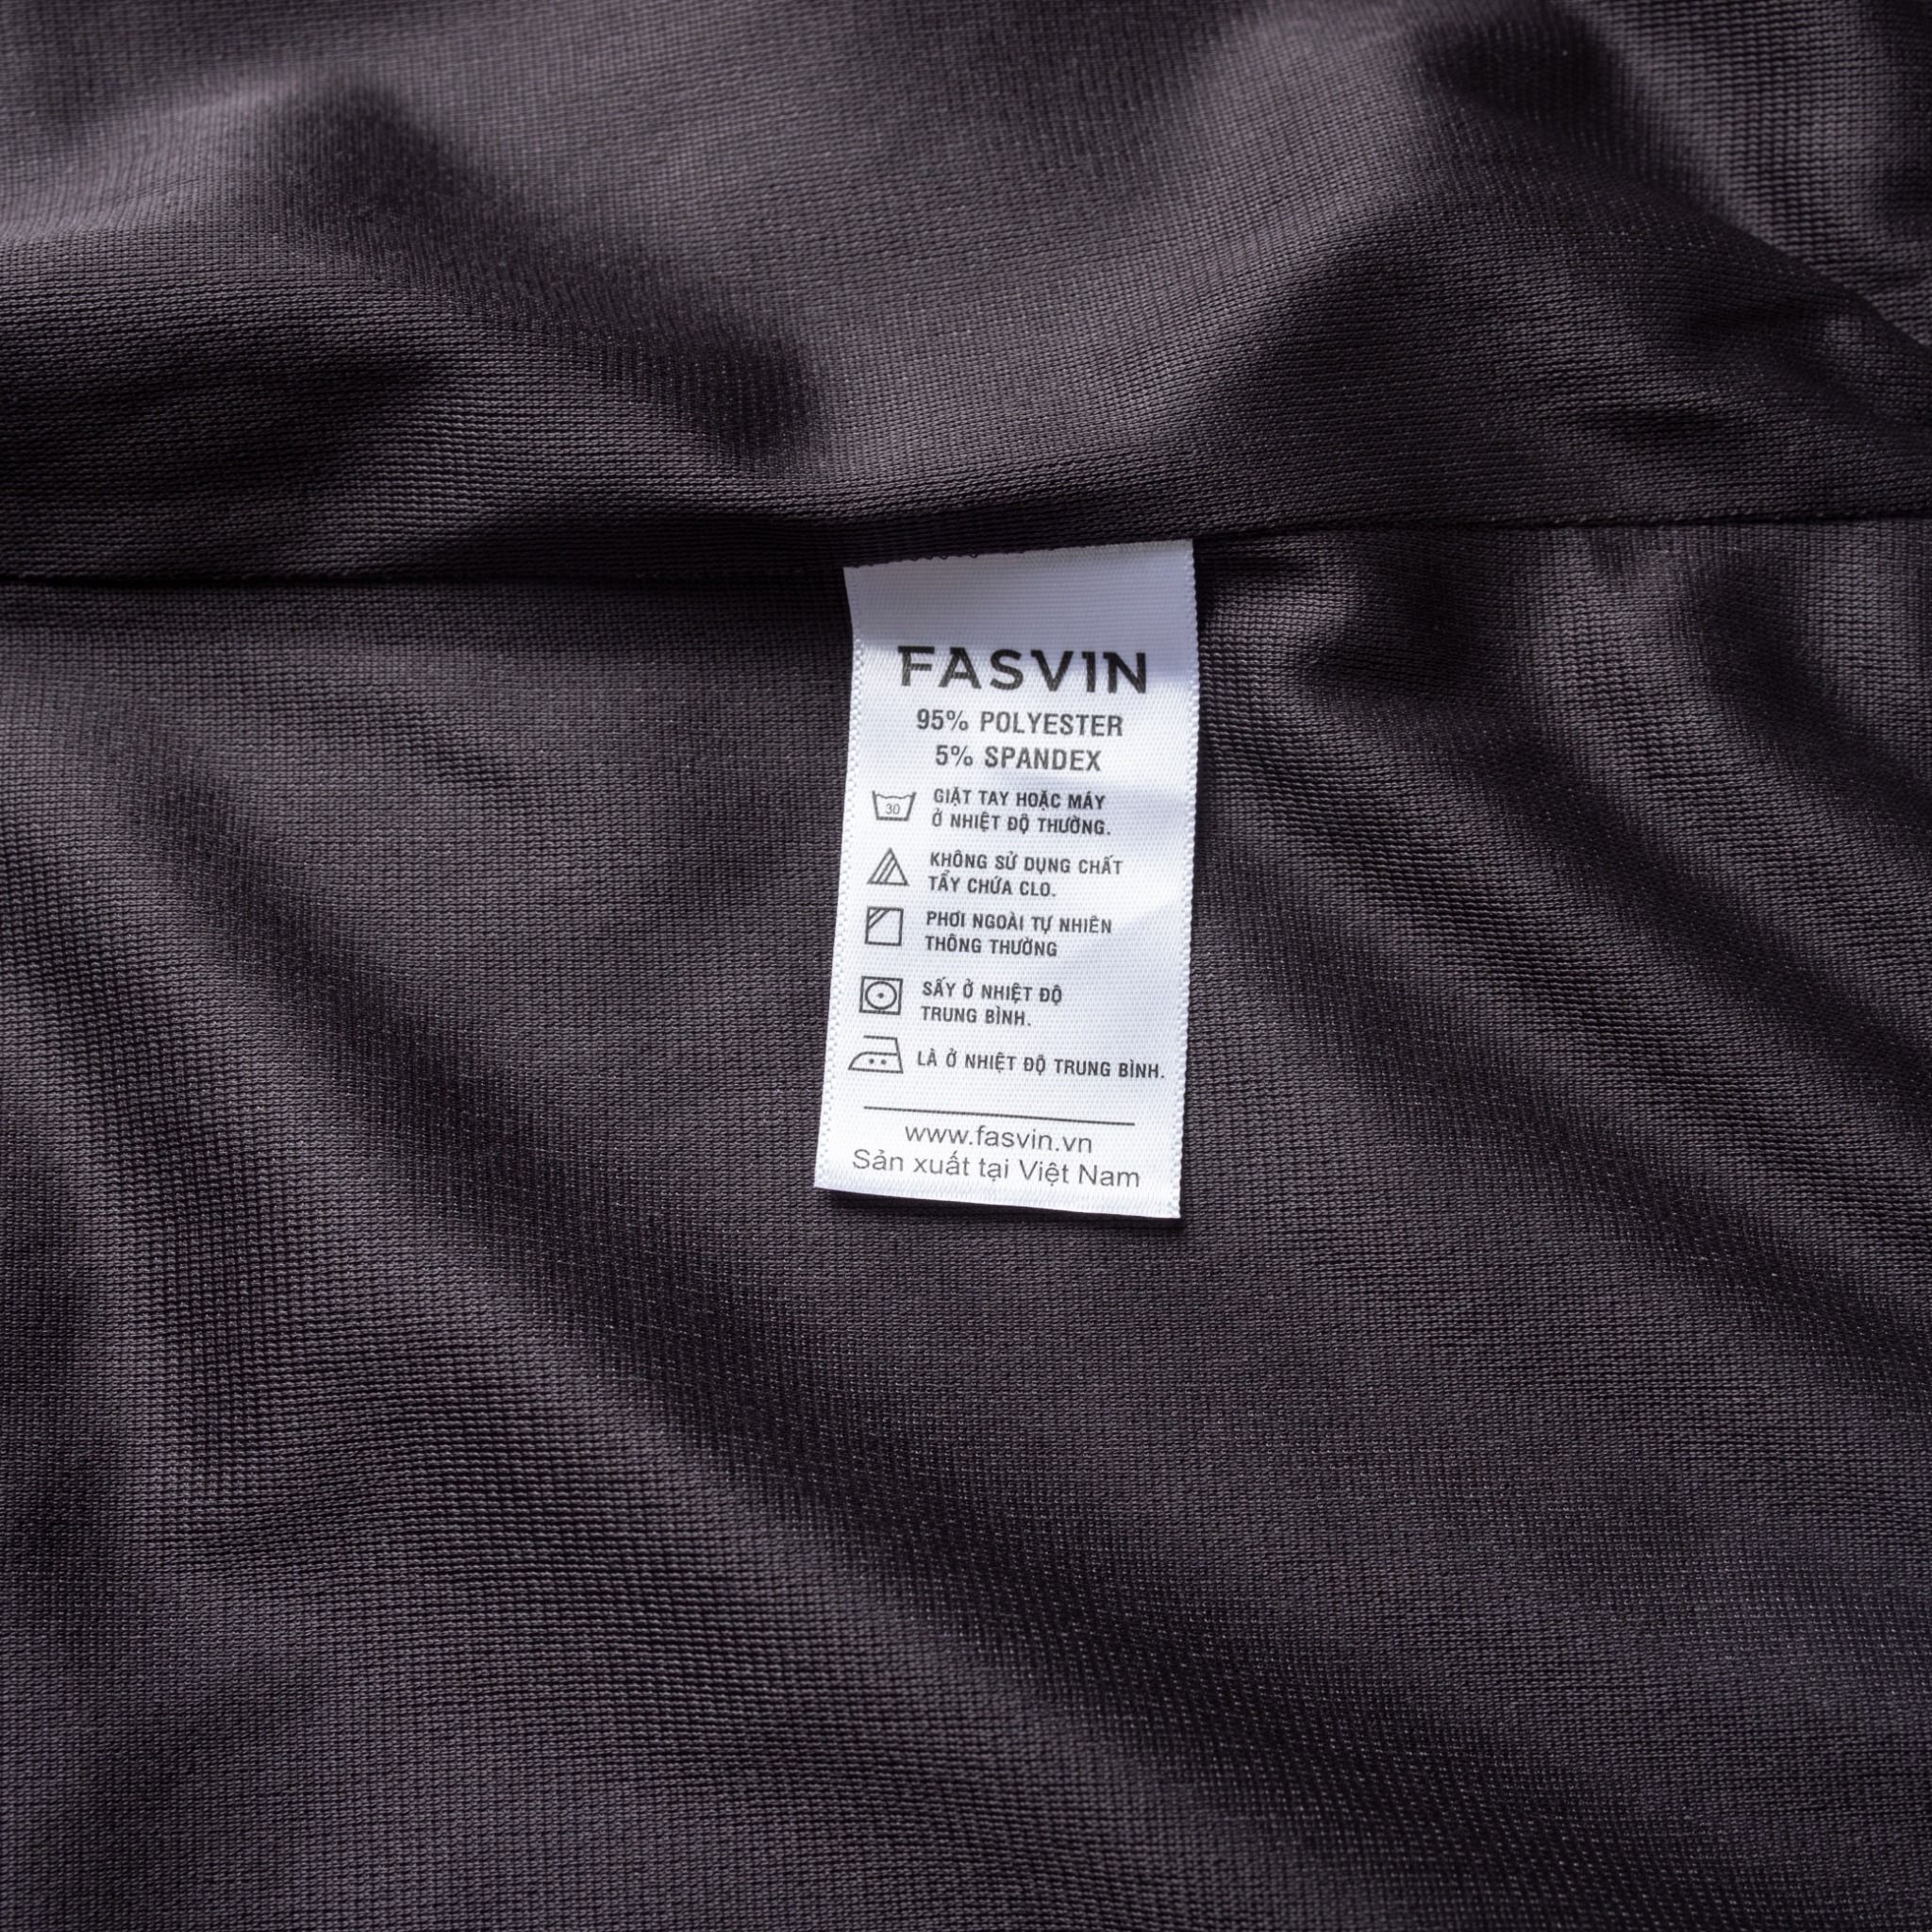 FASVIN
95% POLYESTER
5% SPANDEX
30
GIẶT TAY HOẶC MÁY
Ở NHIỆT ĐỘ THƯỜNG.
KHÔNG SỬ DỤNG CHẤT
TẨY CHỨA CLO.
PHƠI NGOÀI TỰ NHIÊN
THÔNG THƯỜNG
SẤY Ở NHIỆT ĐỘ
TRUNG BÌNH.
LÀ Ở NHIỆT ĐỘ TRUNG BÌNH.
www.fasvin.vn
Sản xuất tại Việt Nam